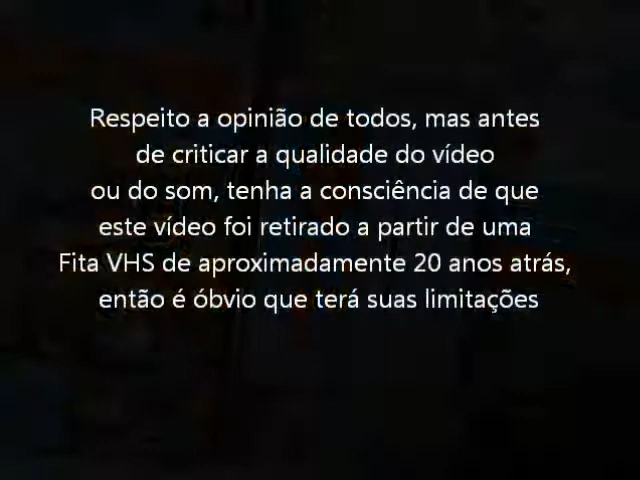 Respeito a opinião de todos, mas antes
de criticar a qualidade do vídeo
ou do som, tenha a consciência de que
este vídeo foi retirado a partir de uma
Fita VHS de aproximadamente 20 anos atrás,
então é óbvio que terá suas limitações